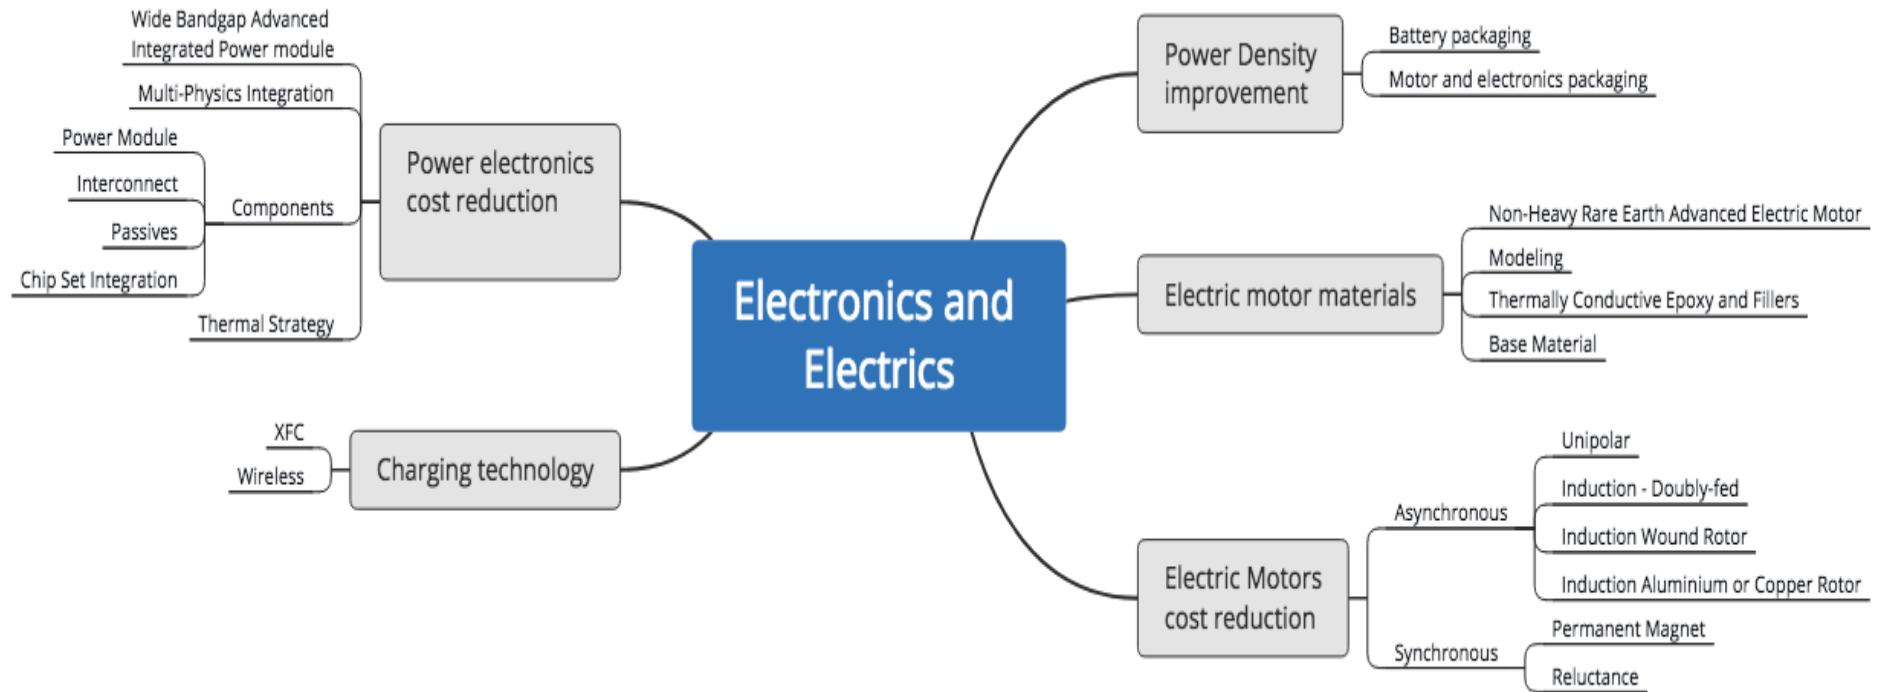 Wide Bandgap Advanced
Integrated Power module
Multi-Physics Integration
Power Module
Interconnect
Passives
Chip Set Integration
Components
Thermal Strategy
Power electronics
cost reduction
XFC
Wireless
Charging technology
Electronics and
Electrics
Power Density
improvement
Battery packaging
Motor and electronics packaging
Electric motor materials
Non-Heavy Rare Earth Advanced Electric Motor
Modeling
Thermally Conductive Epoxy and Fillers
Base Material
Electric Motors
cost reduction
Asynchronous
Unipolar
Induction - Doubly-fed
Induction Wound Rotor
Induction Aluminium or Copper Rotor
Synchronous
Permanent Magnet
Reluctance